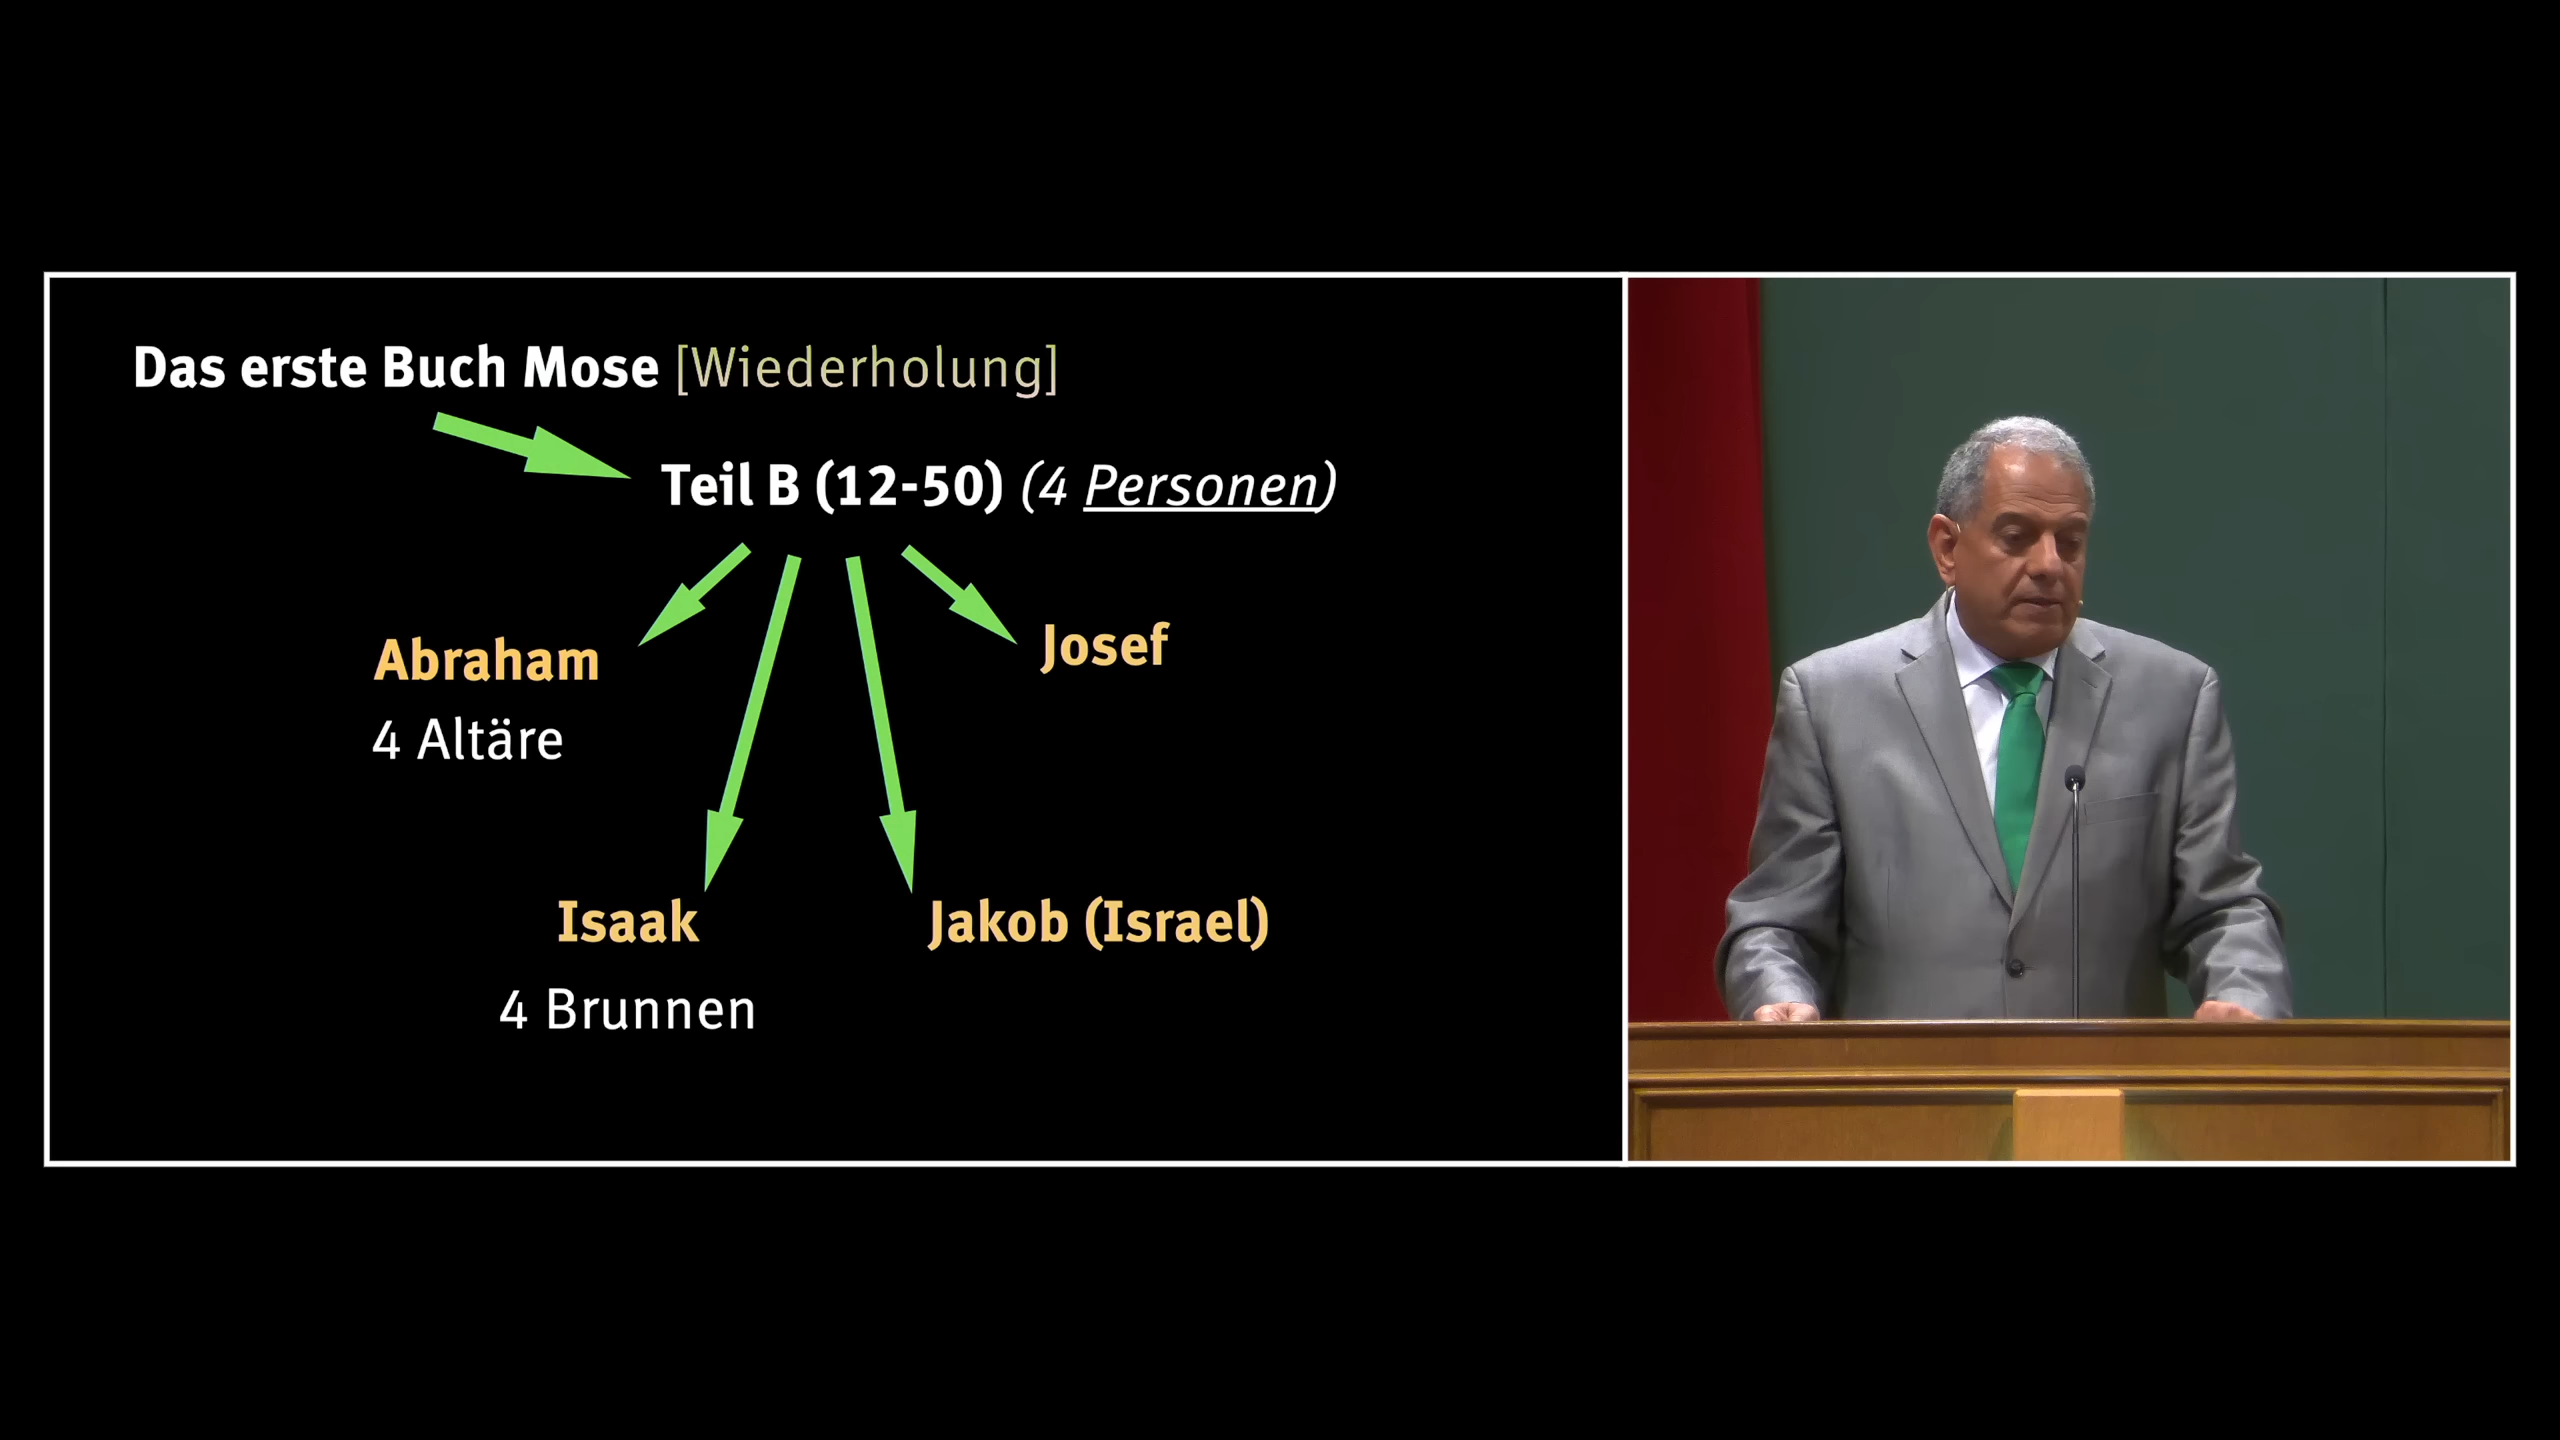 Das erste Buch Mose [Wiederholung]
Teil B (12-50) (4 Personen)
Abraham
4 Altäre
Josef
Isaak
4 Brunnen
Jakob (Israel)